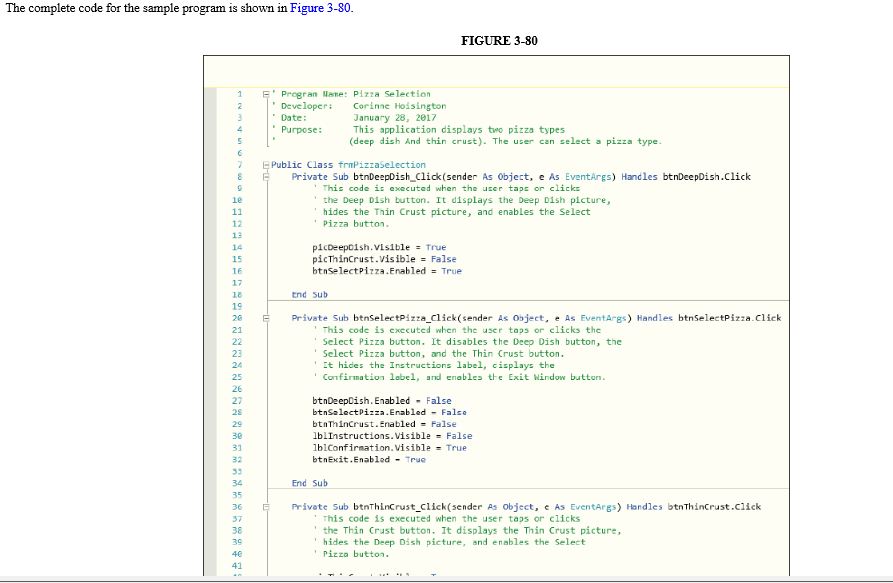 The complete code for the sample program is shown in Figure 3-80.
FIGURE 3-80
1 ' Program Name: Pizza Selection
2 ' Developer: Corinne Hoisington
3 ' Date: January 28, 2017
4 ' Purpose: This application displays two pizza types
5 ' (deep dish And thin crust). The user can select a pizza type.
6
7 Public Class frmPizzaSelection
8 Private Sub btnDeepDish_Click(sender As Object, e As EventArgs) Handles btnDeepDish.Click
9 ' This code is executed when the user taps or clicks
10 ' the Deep Dish button. It displays the Deep Dish picture,
11 ' hides the Thin Crust picture, and enables the Select
12 ' Pizza button.
13
14 picDeepDish.Visible = True
15 picThinCrust.Visible = False
16 btnSelectPizza.Enabled = True
17
18 End Sub
19
20 Private Sub btnSelectPizza_Click(sender As Object, e As EventArgs) Handles btnSelectPizza.Click
21 ' This code is executed when the user taps or clicks the
22 ' Select Pizza button. It disables the Deep Dish button, the
23 ' Select Pizza button, and the Thin Crust button.
24 ' It hides the Instructions label, displays the
25 ' Confirmation label, and enables the Exit Window button.
26
27 btnDeepDish.Enabled = False
28 btnSelectPizza.Enabled = False
29 btnThinCrust.Enabled = False
30 lblInstructions.Visible = False
31 lblConfirmation.Visible = True
32 btnExit.Enabled = True
33
34 End Sub
35
36 Private Sub btnThinCrust_Click(sender As Object, e As EventArgs) Handles btnThinCrust.Click
37 ' This code is executed when the user taps or clicks
38 ' the Thin Crust button. It displays the Thin Crust picture,
39 ' hides the Deep Dish picture, and enables the Select
40 ' Pizza button.
41